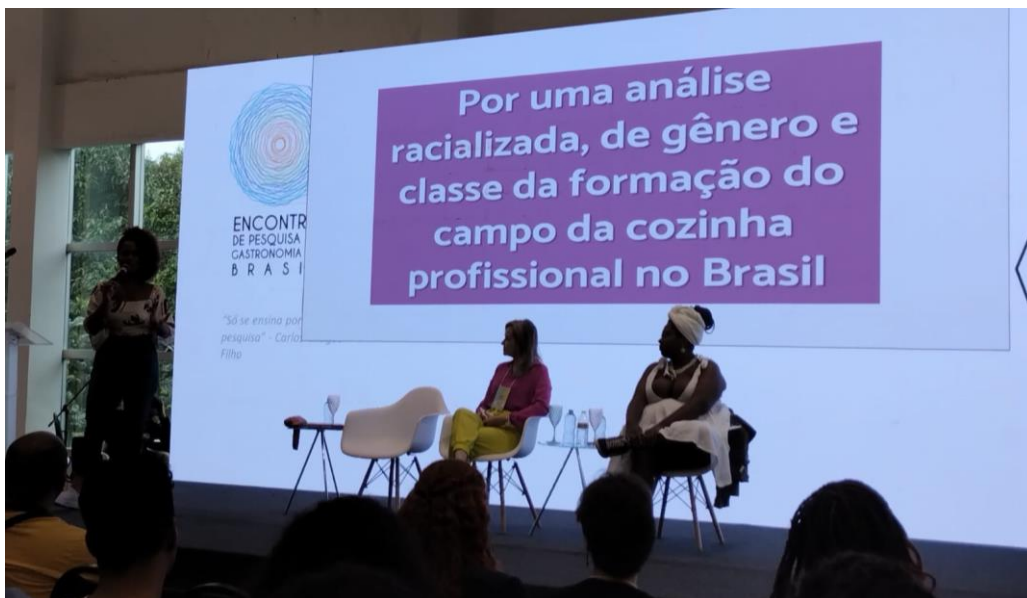 ENCONTR
DE PESQUISA
GASTRONOMIA
BRASI
"Só se ensina por
pesquisa" - Carlos
Filho
Por uma análise
racializada, de gênero e
classe da formação do
campo da cozinha
profissional no Brasil